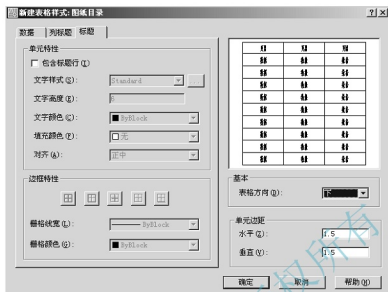 新建表格样式: 图纸目录
数据 列标题 标题
单元特性
包含标题行(I)
文字样式(S): Standard ...
文字高度(E): 6
文字颜色(C): ByBlock
填充颜色(F): 无
对齐(A): 正中
边框特性
栅格线宽(L): ByBlock
栅格颜色(G): ByBlock
基本
表格方向(D): 下
单元边距
水平(Z): 1.5
垂直(V): 1.5
确定 取消 帮助(H)
权所有